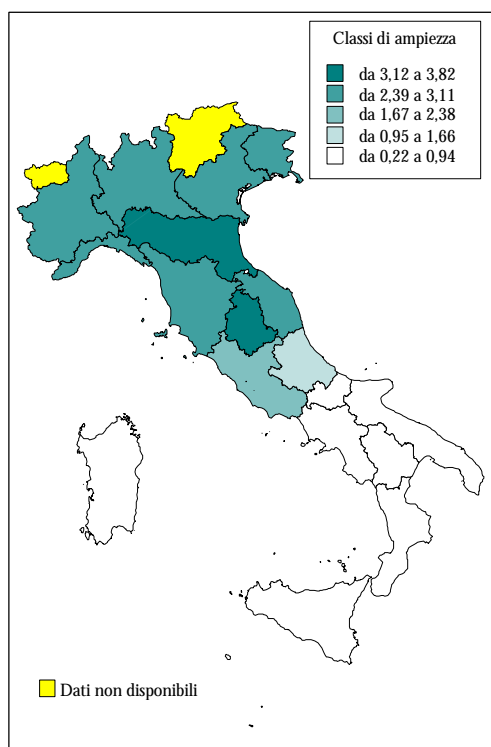 Classi di ampiezza
da 3,12 a 3,82
da 2,39 a 3,11
da 1,67 a 2,38
da 0,95 a 1,66
da 0,22 a 0,94
Dati non disponibili